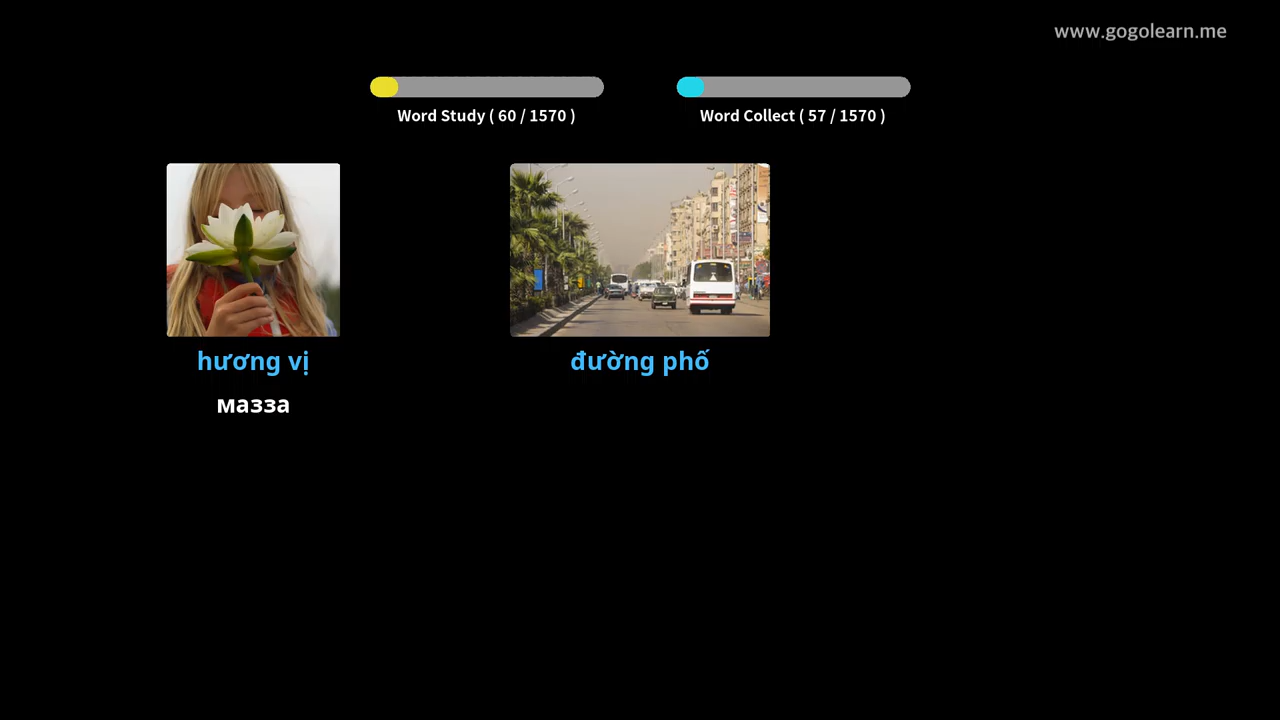 www.gogolearn.me
Word Study ( 60 / 1570 )
Word Collect ( 57 / 1570 )
hương vị
мазза
đường phố